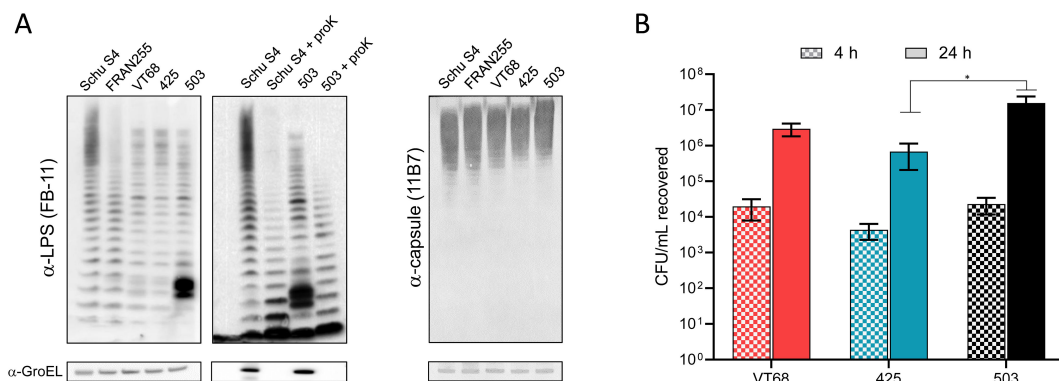 A
Schu S4
FRAN255
VT68
425
503
Schu S4
Schu S4 + proK
503
503 + proK
Schu S4
FRAN255
VT68
425
503
α-LPS (FB-11)
α-capsule (11B7)
α-GroEL
B
4 h
24 h
*
CFU/mL recovered
10⁸
10⁷
10⁶
10⁵
10⁴
10³
10²
10¹
10⁰
VT68
425
503